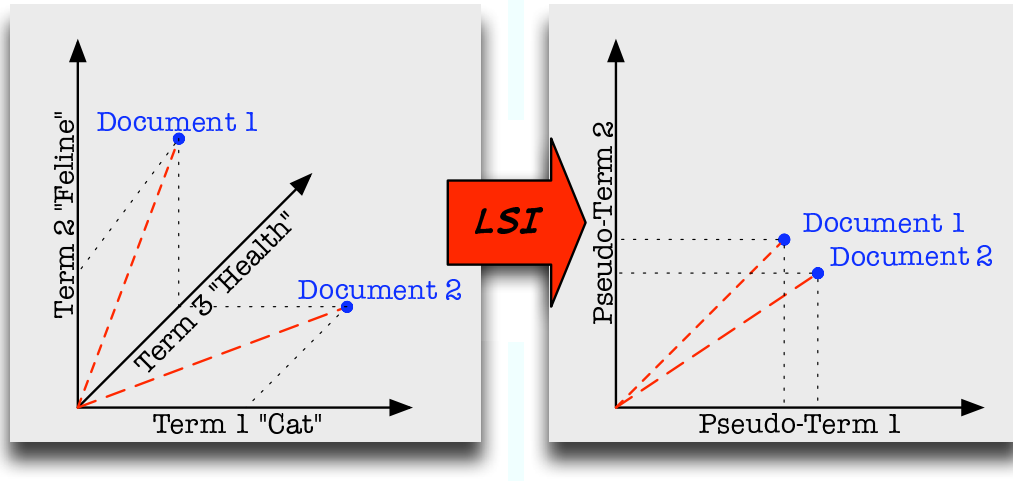 Document 1
Term 2 "Feline"
Term 3 "Health"
Document 2
Term 1 "Cat"
LSI
Pseudo-Term 2
Document 1
Document 2
Pseudo-Term 1